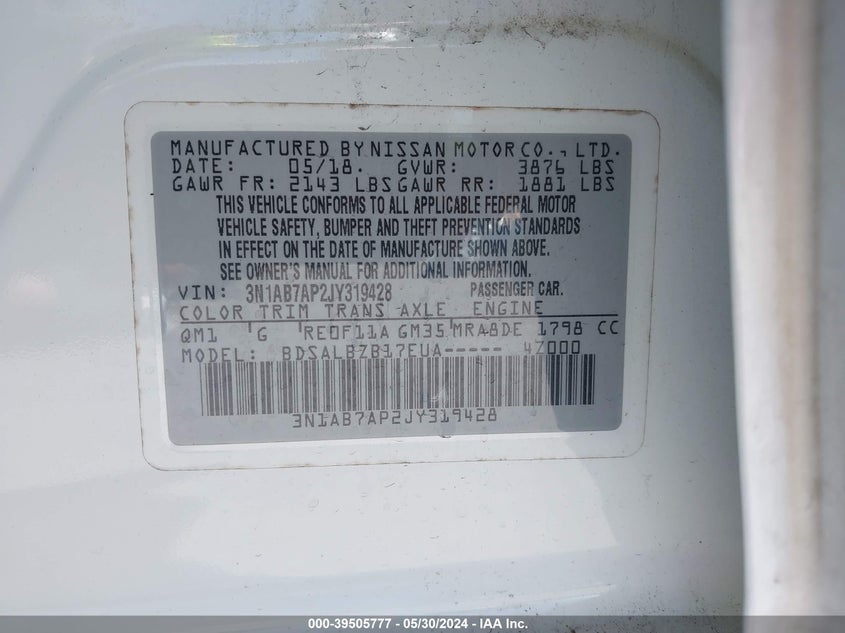 MANUFACTURED BY NISSAN MOTOR CO., LTD.
DATE: 05/18. GVWR: 3876 LBS
GAWR FR: 2143 LBS GAWR RR: 1881 LBS
THIS VEHICLE CONFORMS TO ALL APPLICABLE FEDERAL MOTOR
VEHICLE SAFETY, BUMPER AND THEFT PREVENTION STANDARDS
IN EFFECT ON THE DATE OF MANUFACTURE SHOWN ABOVE.
SEE OWNER'S MANUAL FOR ADDITIONAL INFORMATION.
VIN: 3N1AB7AP2JY319428 PASSENGER CAR.
COLOR TRIM TRANS AXLE ENGINE
QM1 G RE0F11A GM35 MRA8DE 1798 CC
MODEL: BDSALBZB17EUA----- 4Z000
3N1AB7AP2JY319428
000-39505777 - 05/30/2024 - IAA Inc.